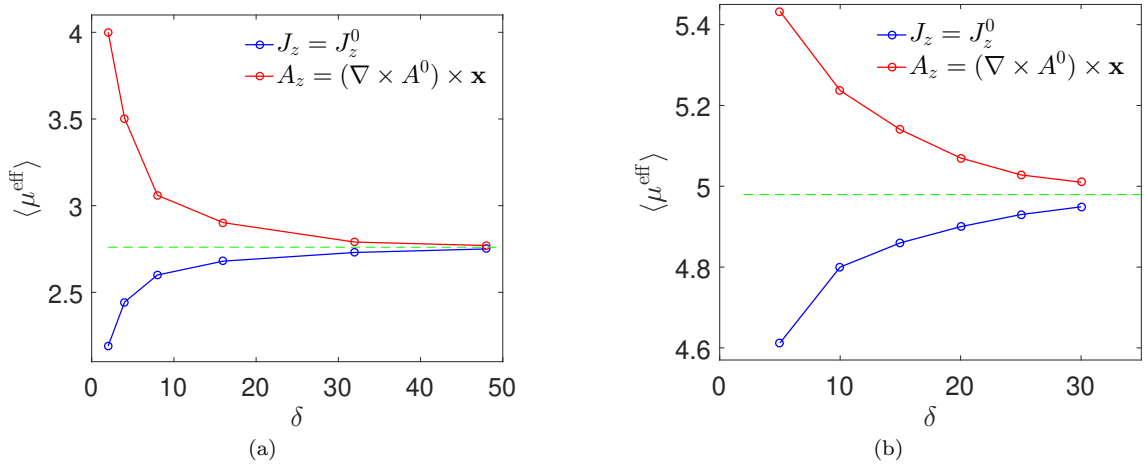 4
3.5
3
2.5
0
10
20
30
40
50
⟨μ^eff⟩
δ
J_z = J_z^0
A_z = (∇ × A^0) × x
(a)
5.4
5.2
5
4.8
4.6
0
10
20
30
⟨μ^eff⟩
δ
J_z = J_z^0
A_z = (∇ × A^0) × x
(b)